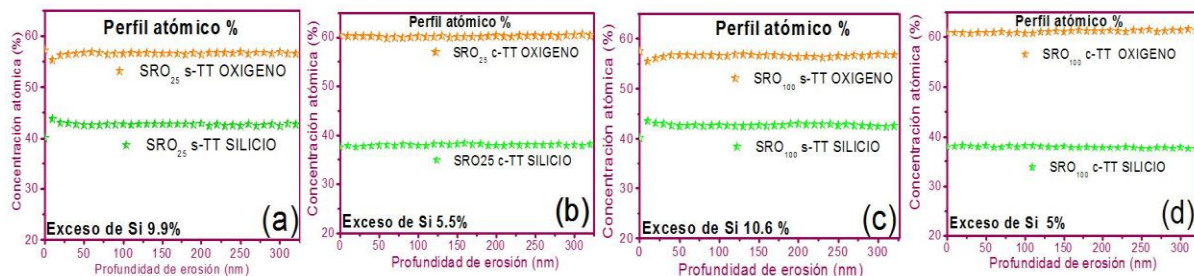 Perfil atómico %
Concentración atómica (%)
60
50
40
30
20
SRO25 s-TT OXIGENO
SRO25 s-TT SILICIO
Exceso de Si 9.9%
(a)
0 50 100 150 200 250 300
Profundidad de erosión (nm)
Perfil atómico %
Concentración atómica (%)
60
50
40
30
20
SRO25 c-TT OXIGENO
SRO25 c-TT SILICIO
Exceso de Si 5.5%
(b)
0 50 100 150 200 250 300
Profundidad de erosión (nm)
Perfil atómico %
Concentración atómica (%)
60
50
40
30
20
SRO100 s-TT OXIGENO
SRO100 s-TT SILICIO
Exceso de Si 10.6 %
(c)
0 50 100 150 200 250 300
Profundidad de erosión (nm)
Perfil atómico %
Concentración atómica (%)
60
50
40
30
20
SRO100 c-TT OXIGENO
SRO100 c-TT SILICIO
Exceso de Si 5%
(d)
0 50 100 150 200 250 300
Profundidad de erosión (nm)